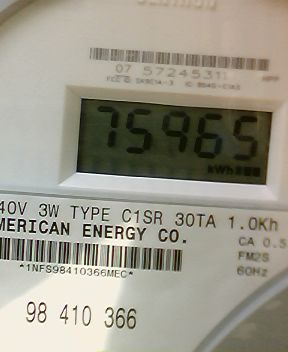 07 57245311
75965
kWh
40V 3W TYPE C1SR 30TA 1.0Kh
MERICAN ENERGY CO.
CA 0.5
FM2S
60Hz
*1NFS98410366MEC*
98 410 366